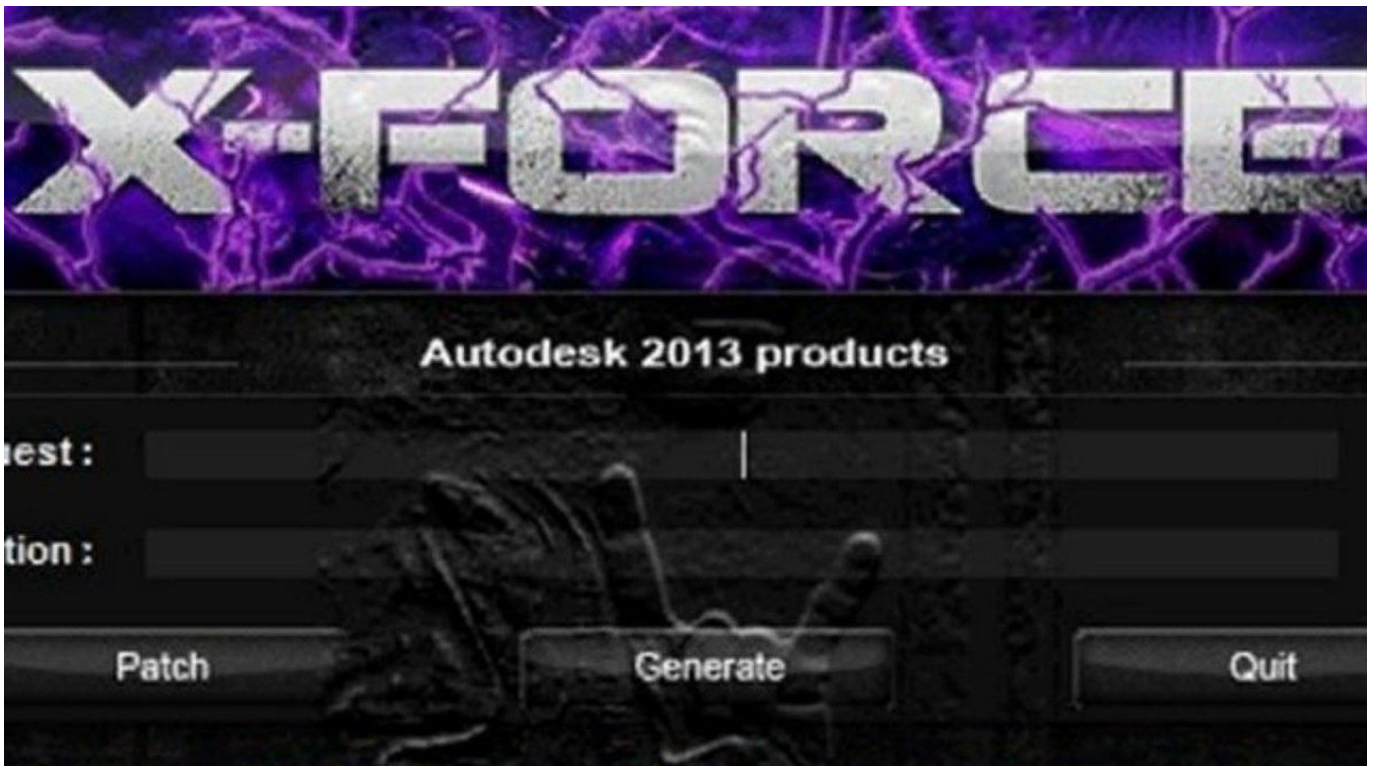 X-FORCE
Autodesk 2013 products
uest :
tion :
Patch Generate Quit